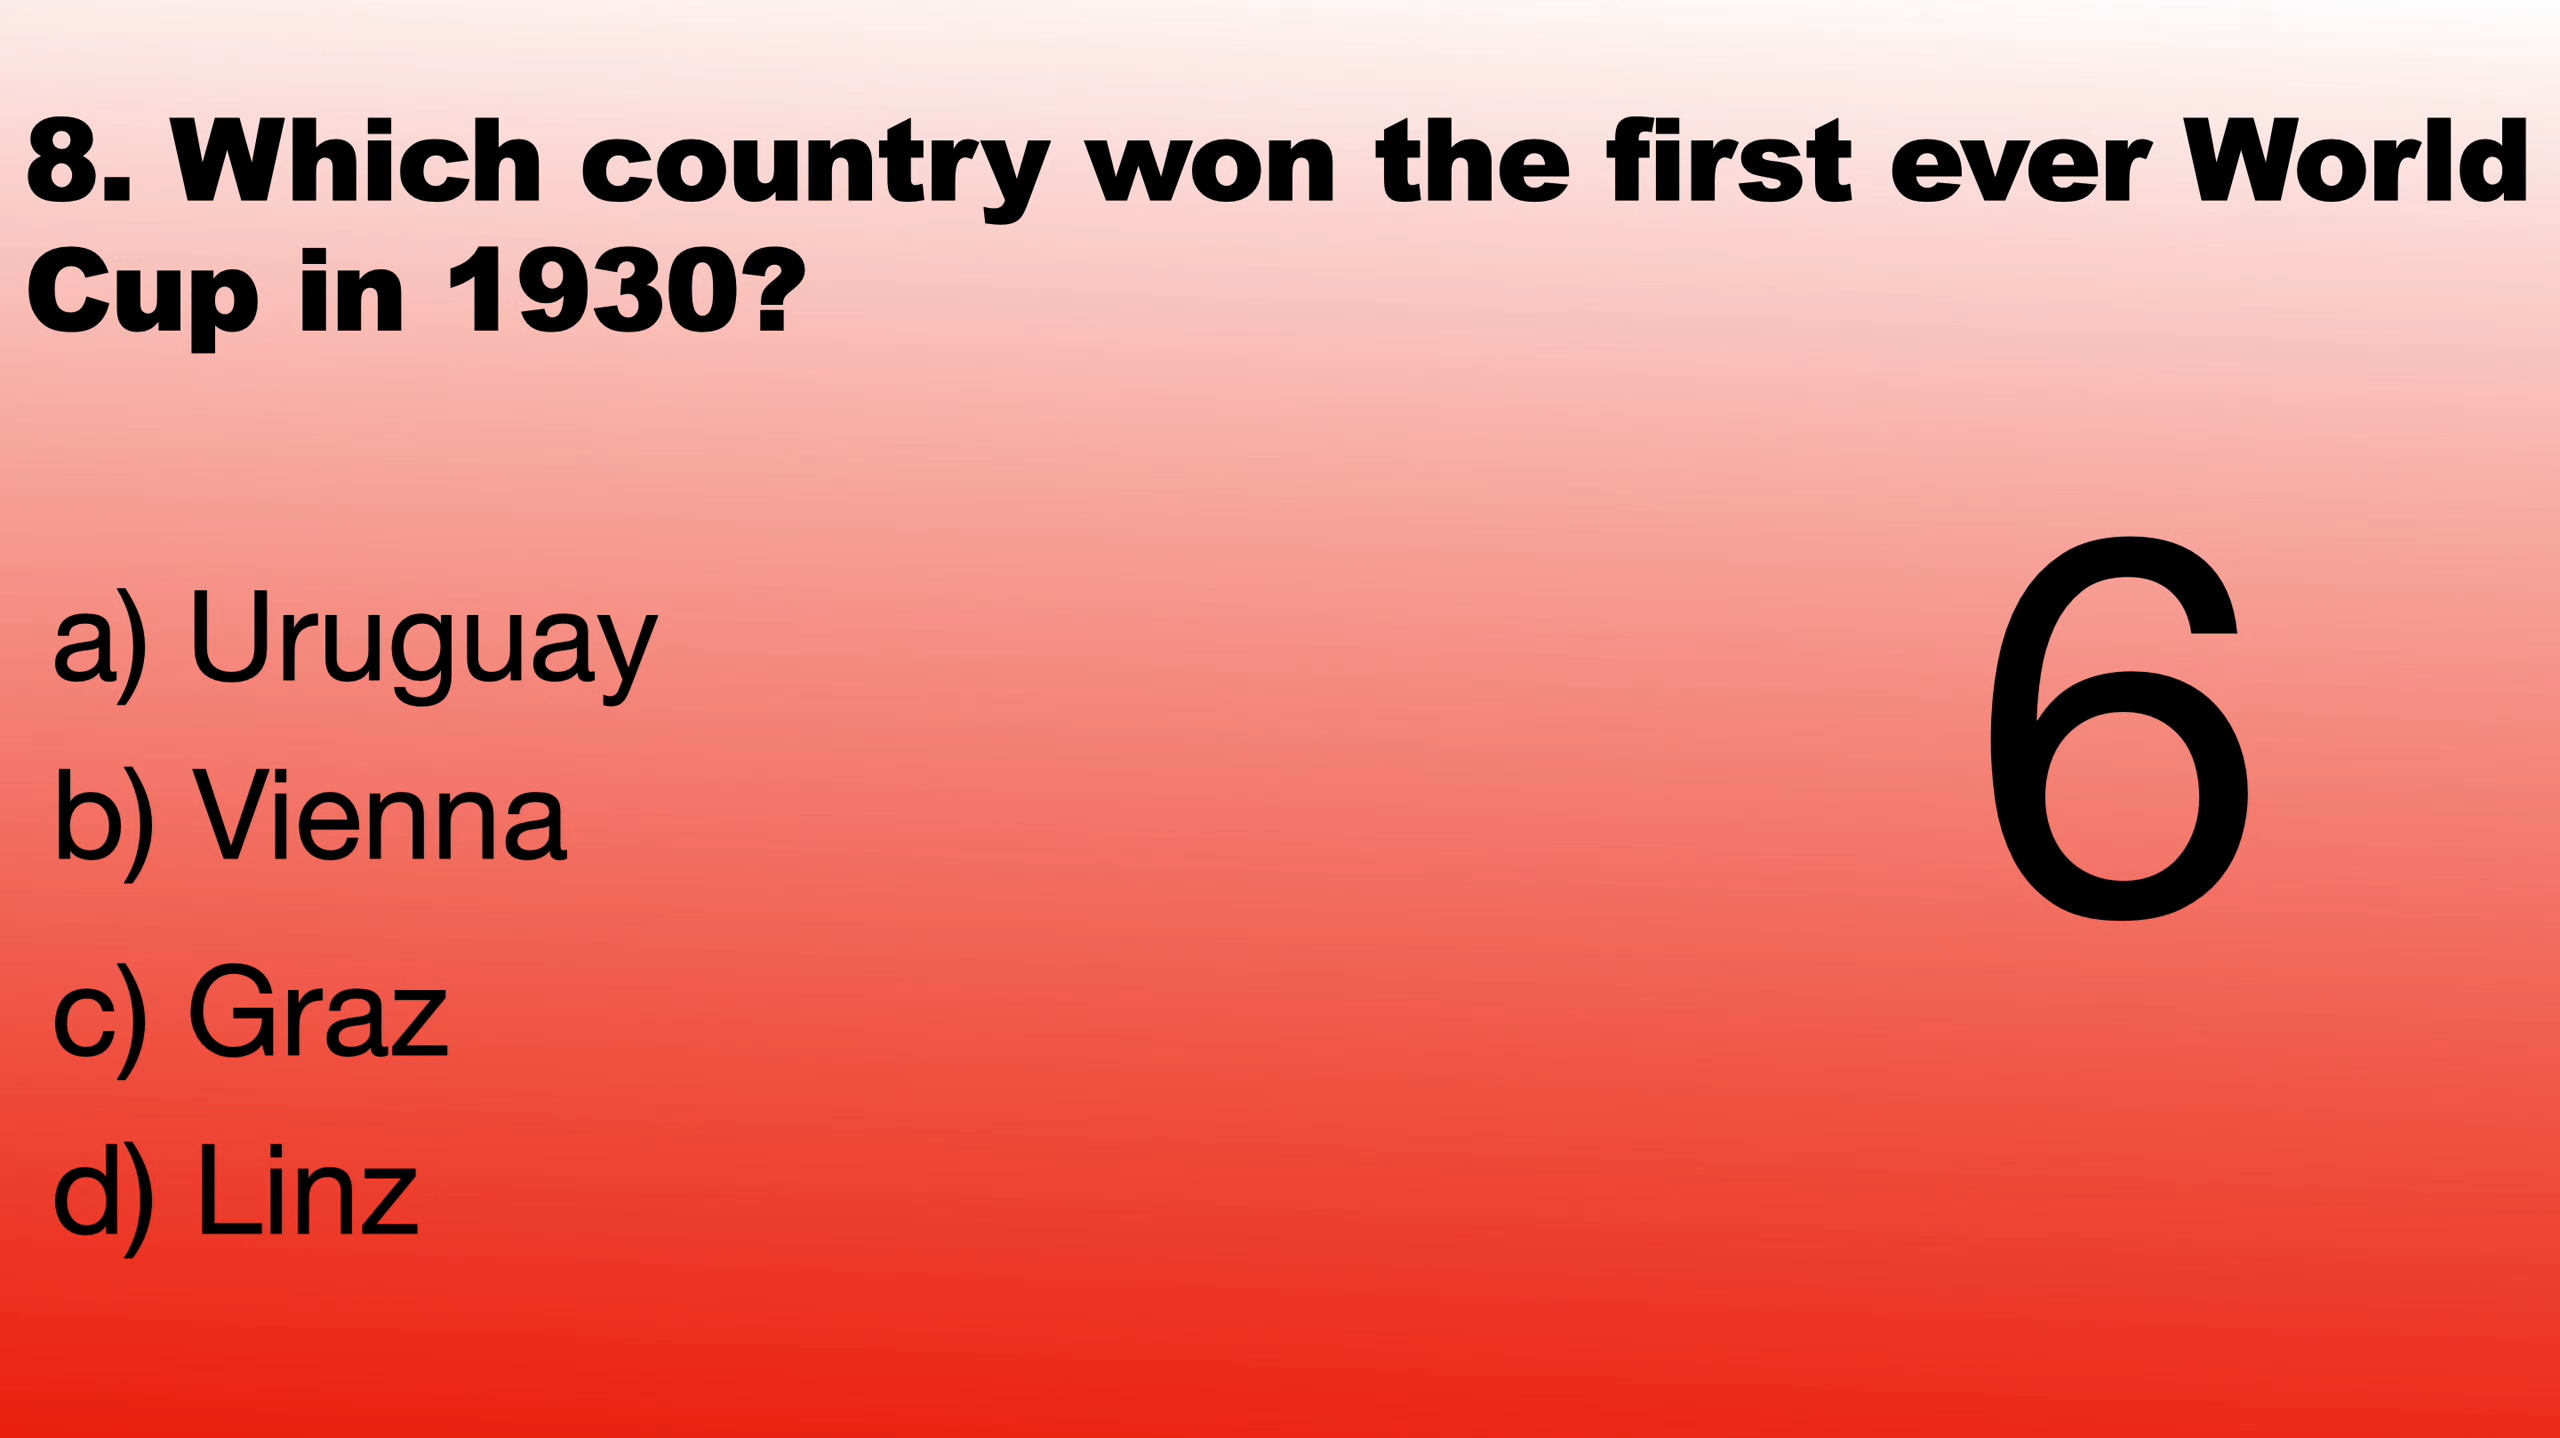 8. Which country won the first ever World
Cup in 1930?
a) Uruguay
b) Vienna
c) Graz
d) Linz
6